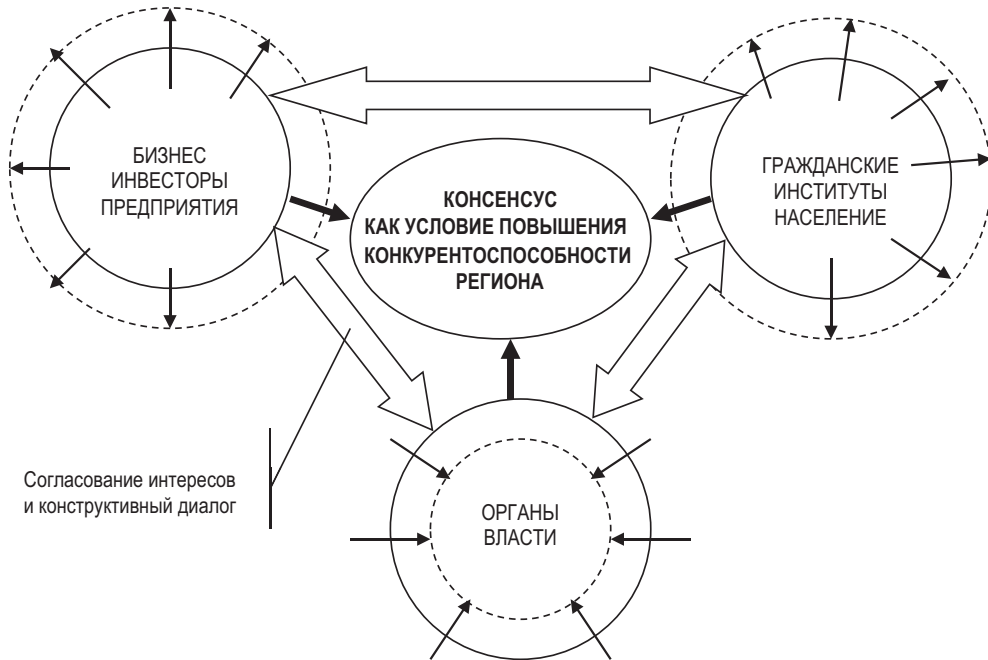 БИЗНЕС
ИНВЕСТОРЫ
ПРЕДПРИЯТИЯ
ГРАЖДАНСКИЕ
ИНСТИТУТЫ
НАСЕЛЕНИЕ
КОНСЕНСУС
КАК УСЛОВИЕ ПОВЫШЕНИЯ
КОНКУРЕНТОСПОСОБНОСТИ
РЕГИОНА
Согласование интересов
и конструктивный диалог
ОРГАНЫ
ВЛАСТИ